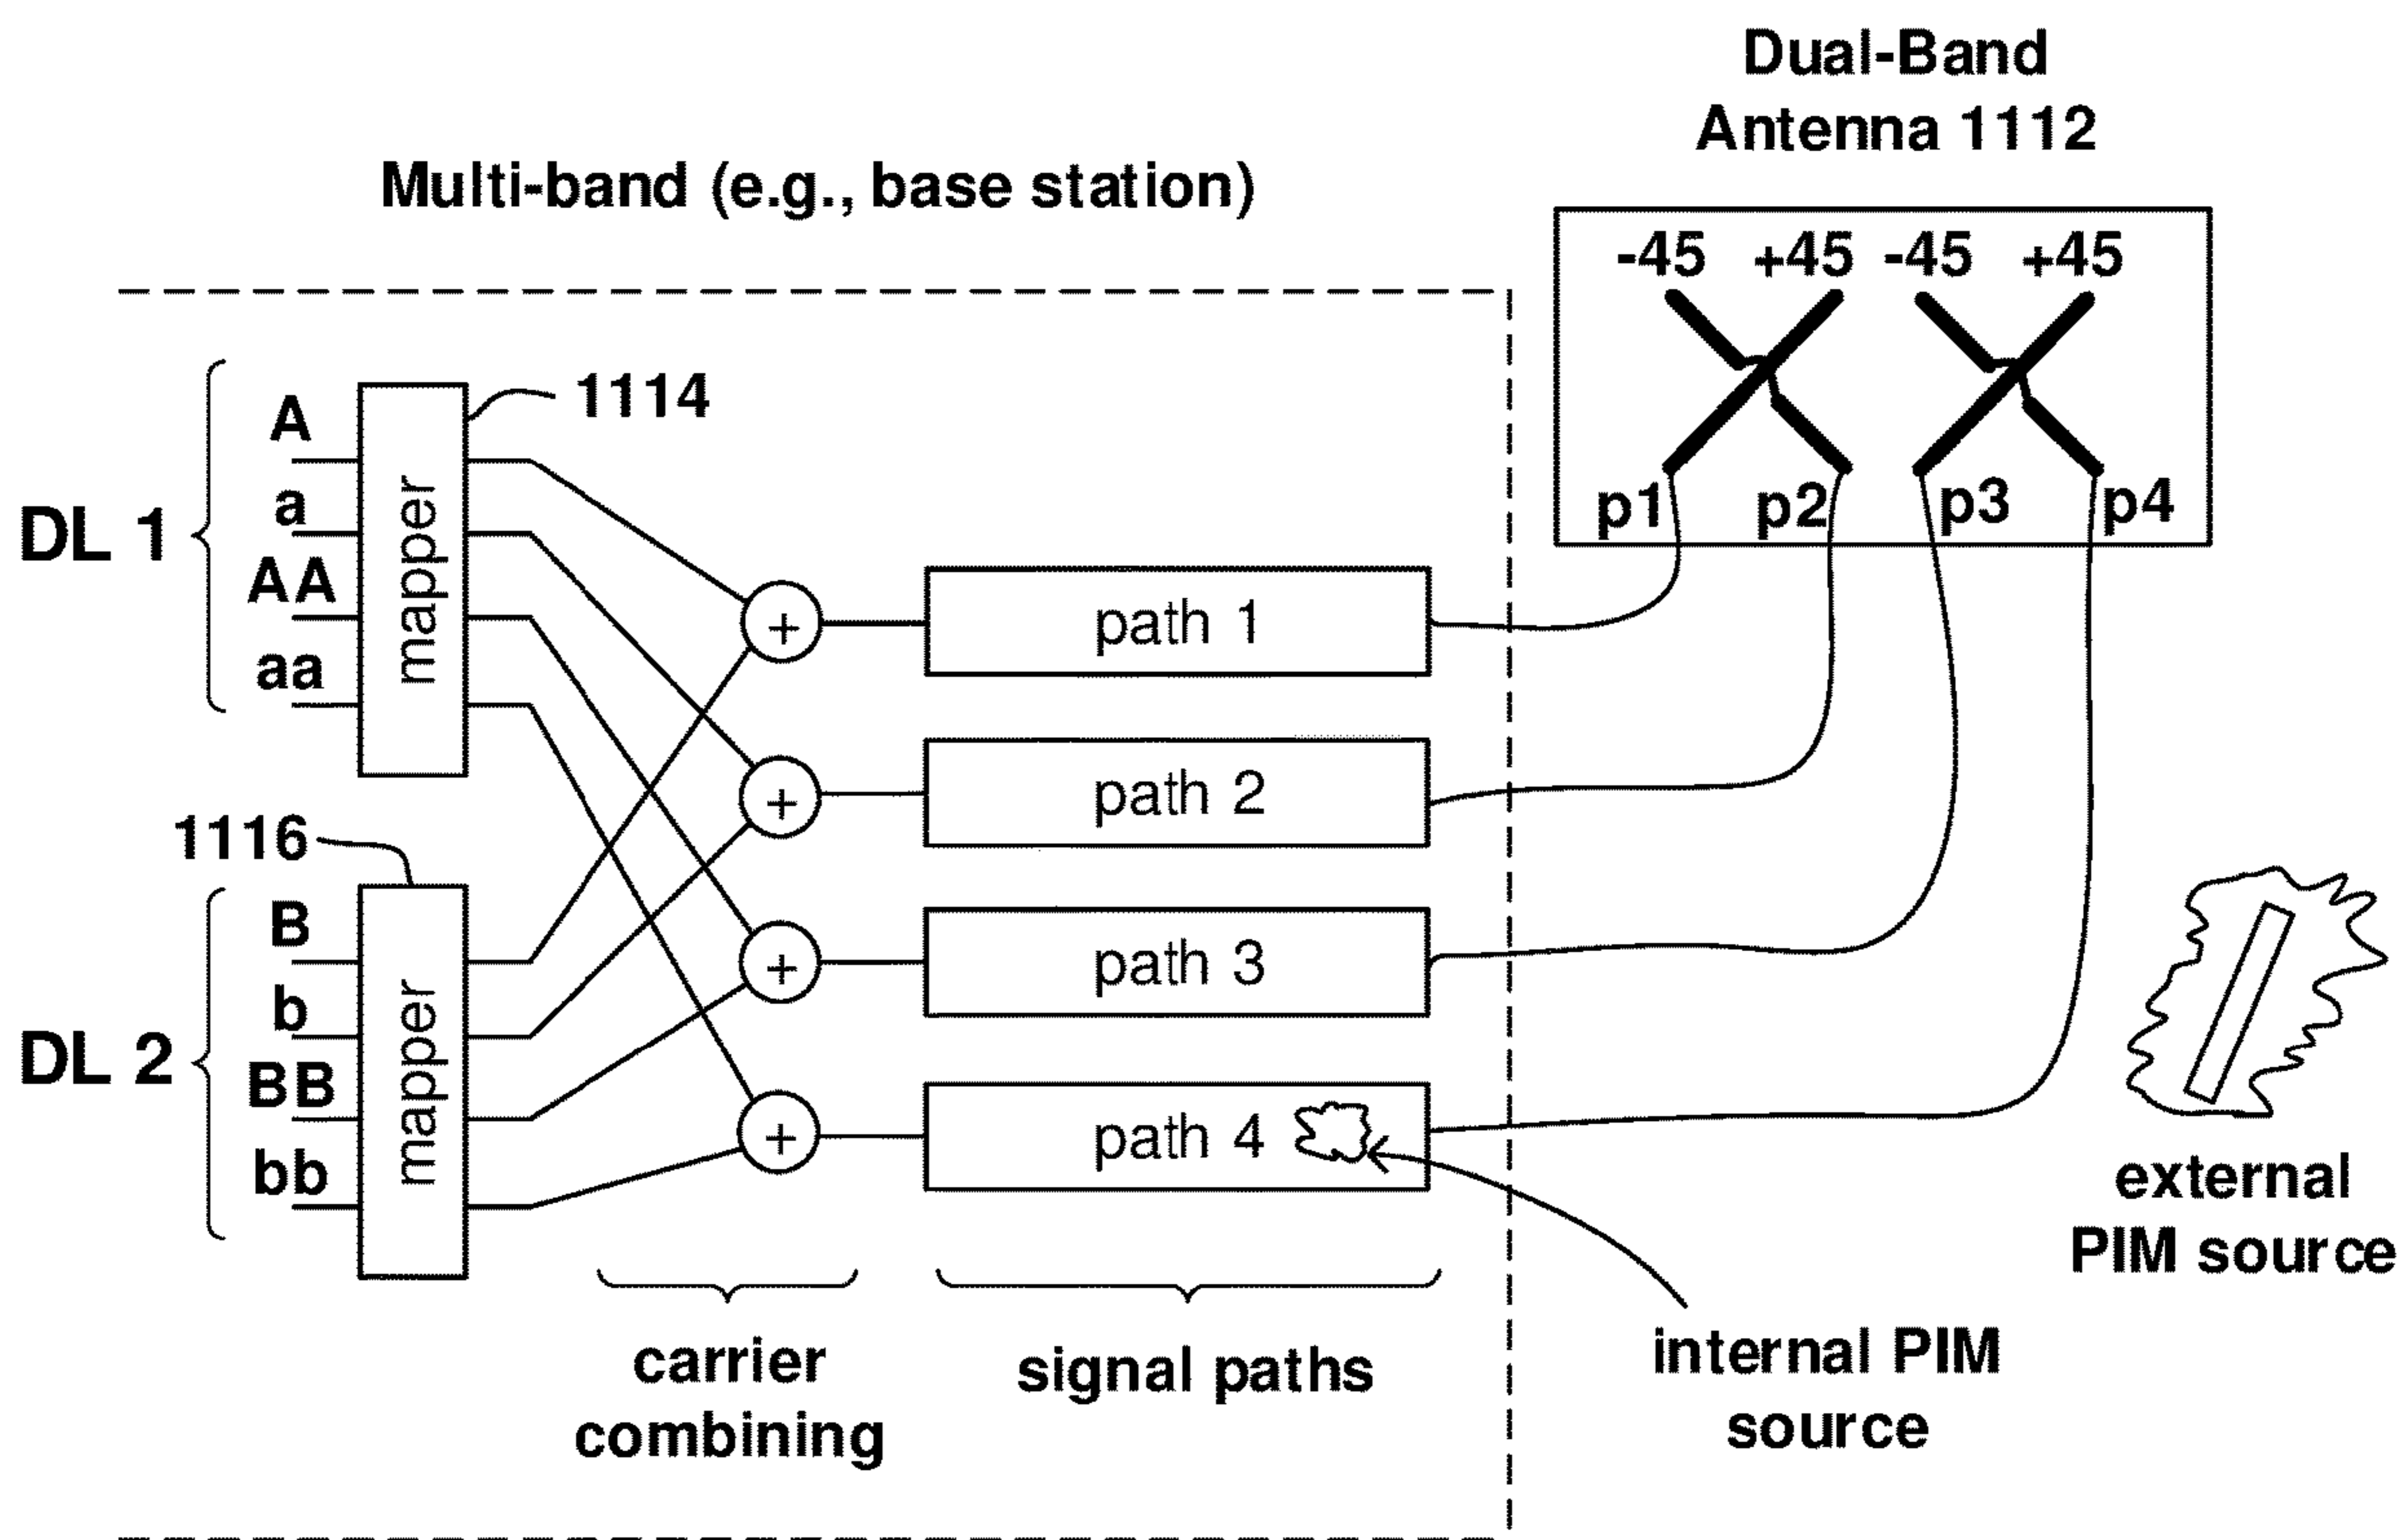 Dual-Band
Antenna 1112
Multi-band (e.g., base station)
-45 +45 -45 +45
p1 p2 p3 p4
1114
DL 1
A
a
AA
aa
mapper
+
path 1
+
path 2
1116
DL 2
B
b
BB
bb
mapper
+
path 3
+
path 4
external
PIM source
carrier
combining
signal paths
internal PIM
source